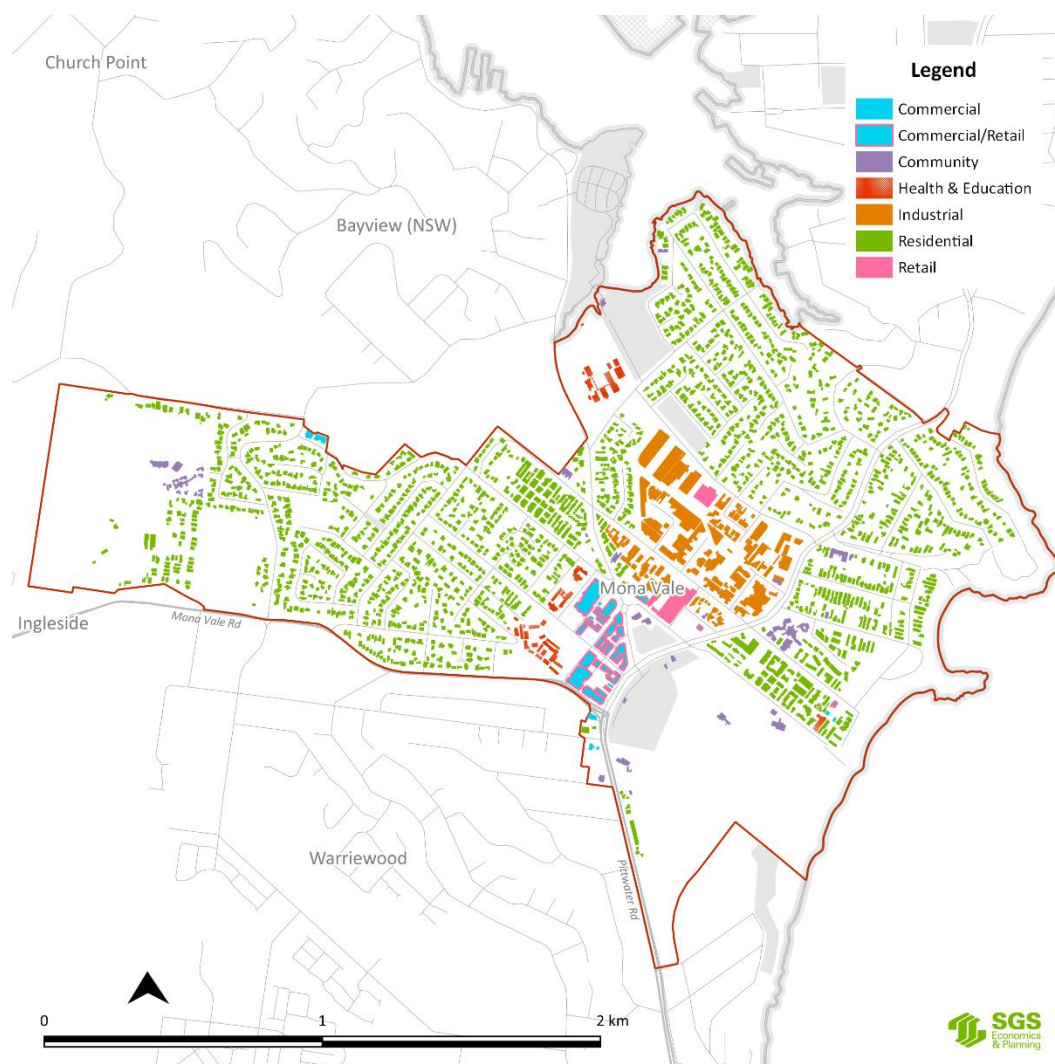 Church Point
Legend
Commercial
Commercial/Retail
Community
Health & Education
Industrial
Residential
Retail
Bayview (NSW)
Mona Vale
Ingleside
Mona Vale Rd
Warriewood
Pittwater Rd
0 1 2 km
SGS
Economics
& Planning